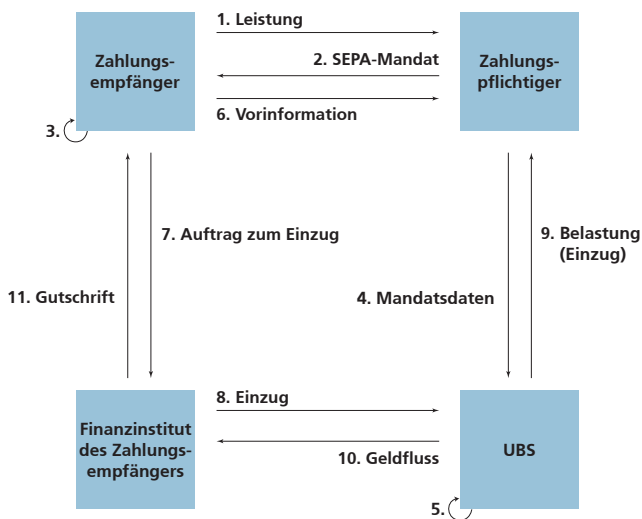 1. Leistung
Zahlungs-
empfänger
2. SEPA-Mandat
Zahlungs-
pflichtiger
6. Vorinformation
3.
7. Auftrag zum Einzug
9. Belastung
(Einzug)
11. Gutschrift
4. Mandatsdaten
8. Einzug
Finanzinstitut
des Zahlungs-
empfängers
10. Geldfluss
UBS
5.